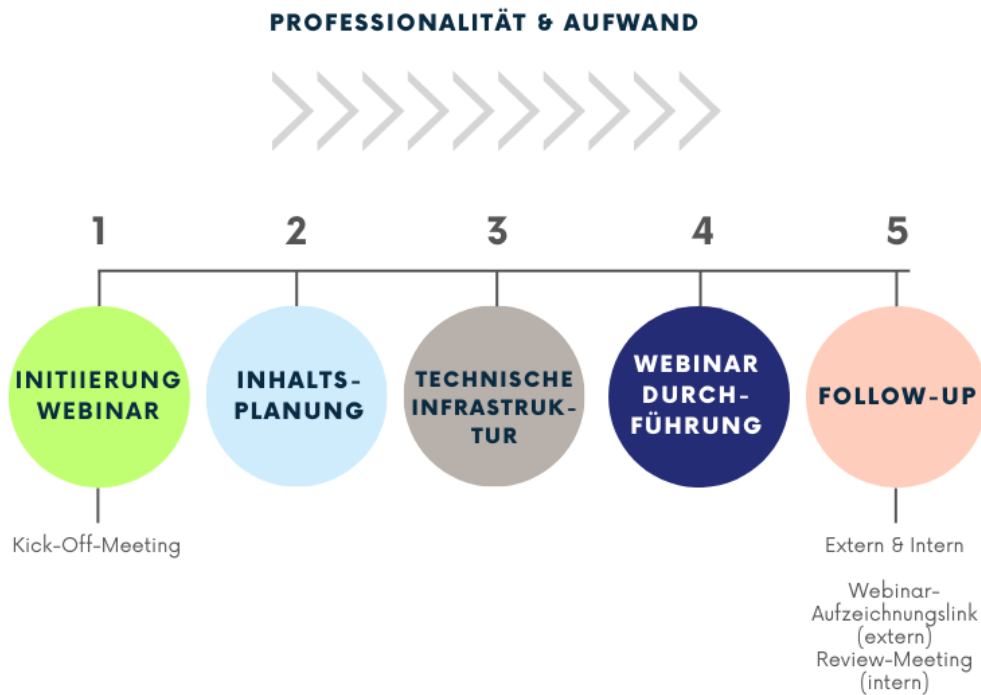 PROFESSIONALITÄT & AUFWAND
1
2
3
4
5
INITIIERUNG
WEBINAR
INHALTS-
PLANUNG
TECHNISCHE
INFRASTRUK-
TUR
WEBINAR
DURCH-
FÜHRUNG
FOLLOW-UP
Kick-Off-Meeting
Extern & Intern
Webinar-
Aufzeichnungslink
(extern)
Review-Meeting
(intern)